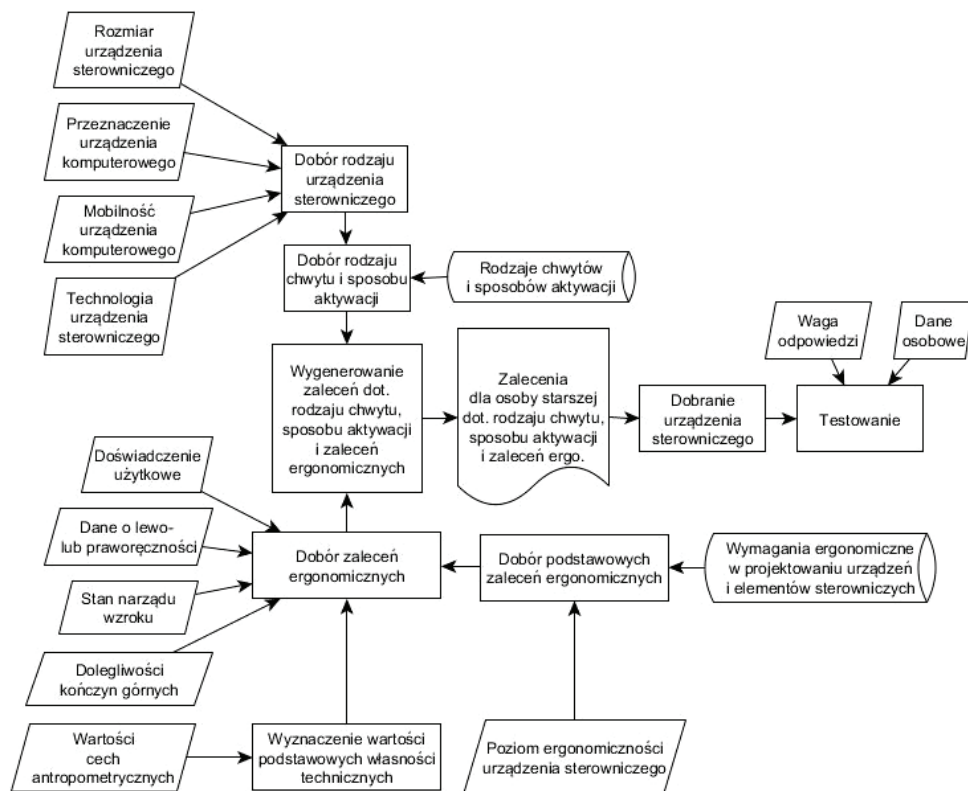 Rozmiar
urządzenia
sterowniczego
Przeznaczenie
urządzenia
komputerowego
Mobilność
urządzenia
komputerowego
Technologia
urządzenia
sterowniczego
Dobór rodzaju
urządzenia
sterowniczego
Dobór rodzaju
chwytu i sposobu
aktywacji
Rodzaje chwytów
i sposobów aktywacji
Wygenerowanie
zaleceń dot.
rodzaju chwytu,
sposobu aktywacji
i zaleceń
ergonomicznych
Zalecenia
dla osoby starszej
dot. rodzaju chwytu,
sposobu aktywacji
i zaleceń ergo.
Dobranie
urządzenia
sterowniczego
Waga
odpowiedzi
Dane
osobowe
Testowanie
Doświadczenie
użytkowe
Dane o lewo-
lub praworęczności
Stan narządu
wzroku
Dolegliwości
kończyn górnych
Dobór zaleceń
ergonomicznych
Dobór podstawowych
zaleceń ergonomicznych
Wymagania ergonomiczne
w projektowaniu urządzeń
i elementów sterowniczych
Wartości
cech
antropometrycznych
Wyznaczenie wartości
podstawowych własności
technicznych
Poziom ergonomiczności
urządzenia sterowniczego